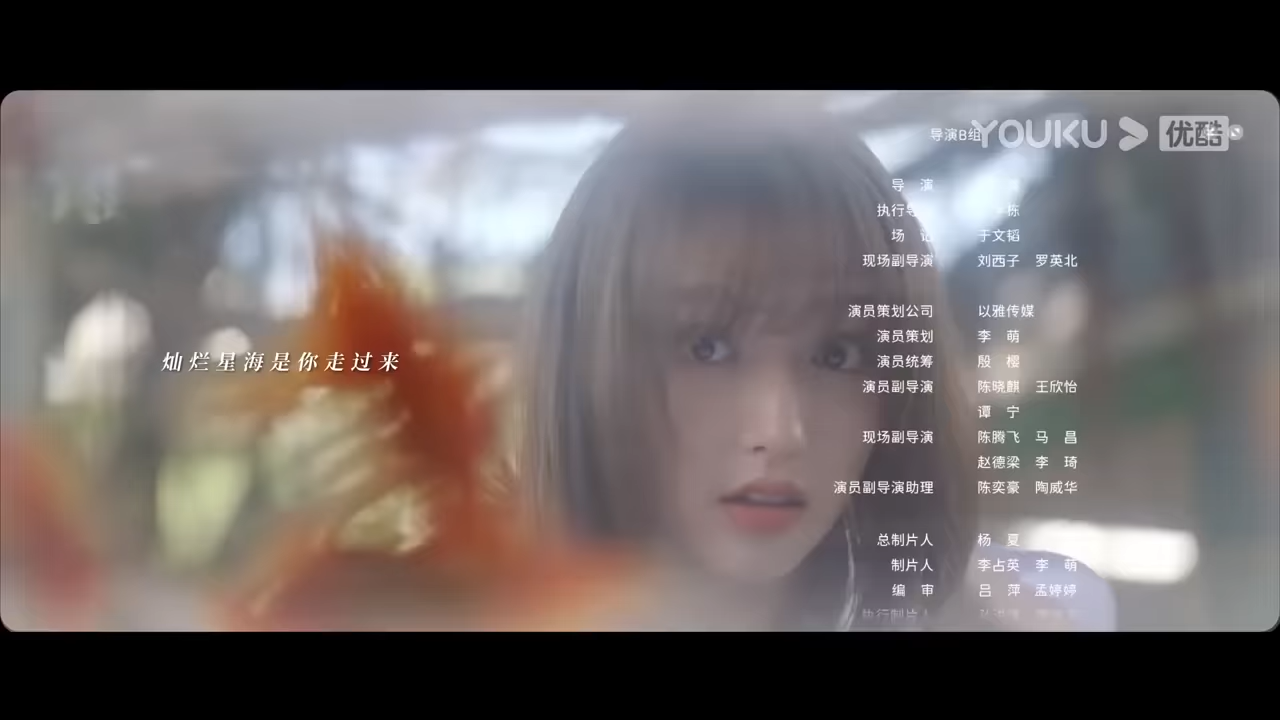 YOUKU 优酷
导演B组
导 演
执行导
场 记
于文韬
现场副导演 刘西子 罗英北
演员策划公司 以雅传媒
演员策划 李 萌
演员统筹 殷 樱
灿烂星海是你走过来
演员副导演 陈晓麒 王欣怡
谭 宁
现场副导演 陈腾飞 马 昌
赵德梁 李 琦
演员副导演助理 陈奕豪 陶威华
总制片人 杨 夏
制片人 李占英 李 萌
编 审 吕 萍 孟婷婷
执行制片人